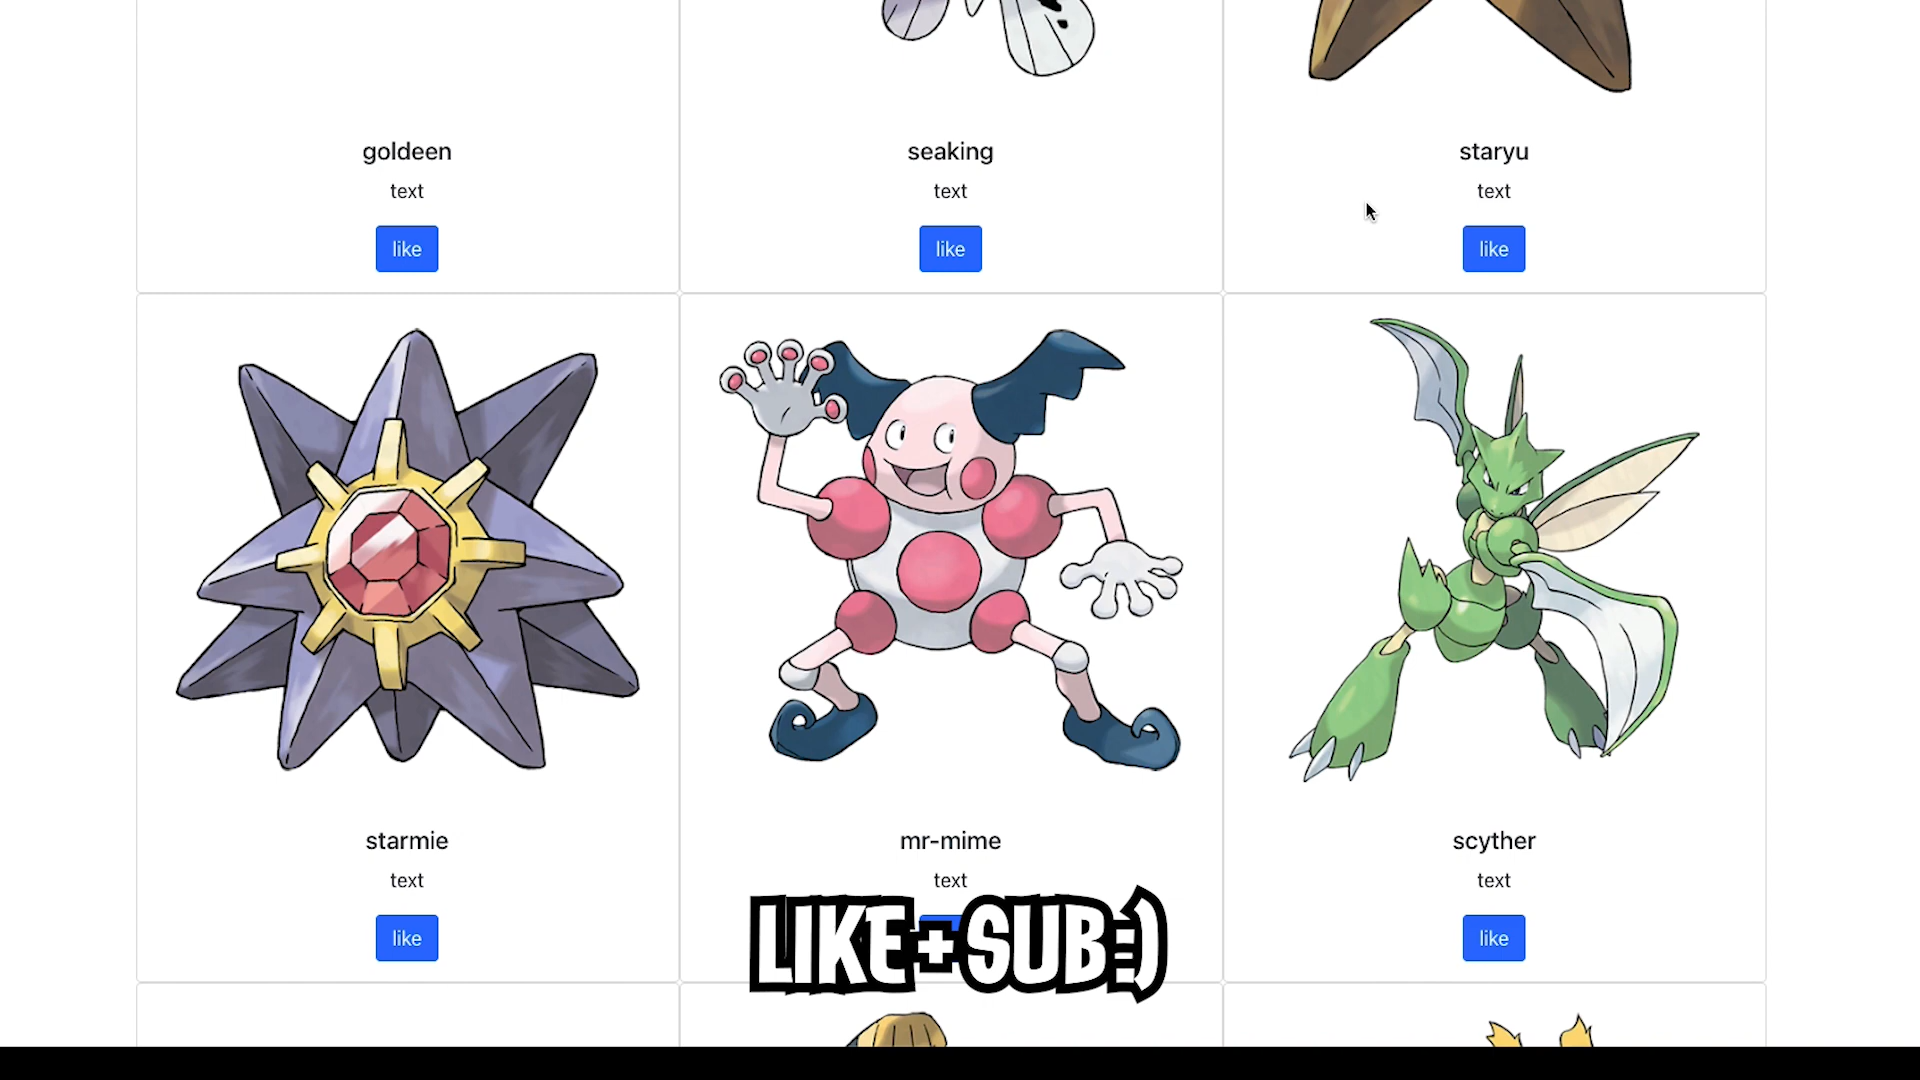 goldeen
text
like
seaking
text
like
staryu
text
like
starmie
text
like
mr-mime
text
scyther
text
like
LIKE+SUB:)